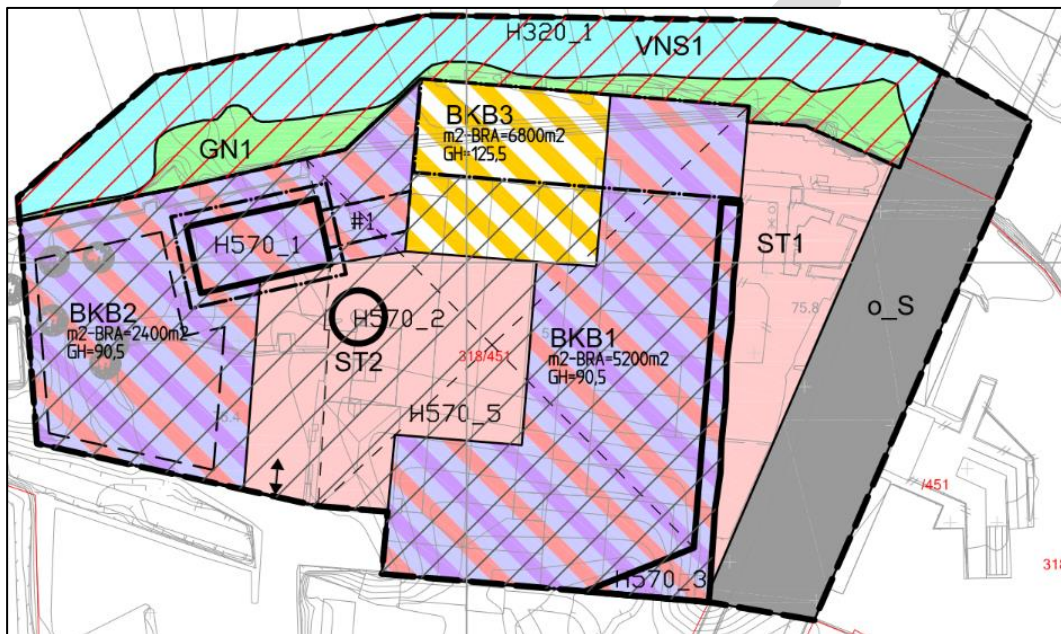 H320_1
VNS1
BKB3
m2-BRA=6800m2
GH=125,5
GN1
#1
H570_1
ST1
75.8
o_S
BKB2
m2-BRA=2400m2
GH=90,5
H570_2
ST2
318/451
BKB1
m2-BRA=5200m2
GH=90,5
H570_5
/451
H570_3
318